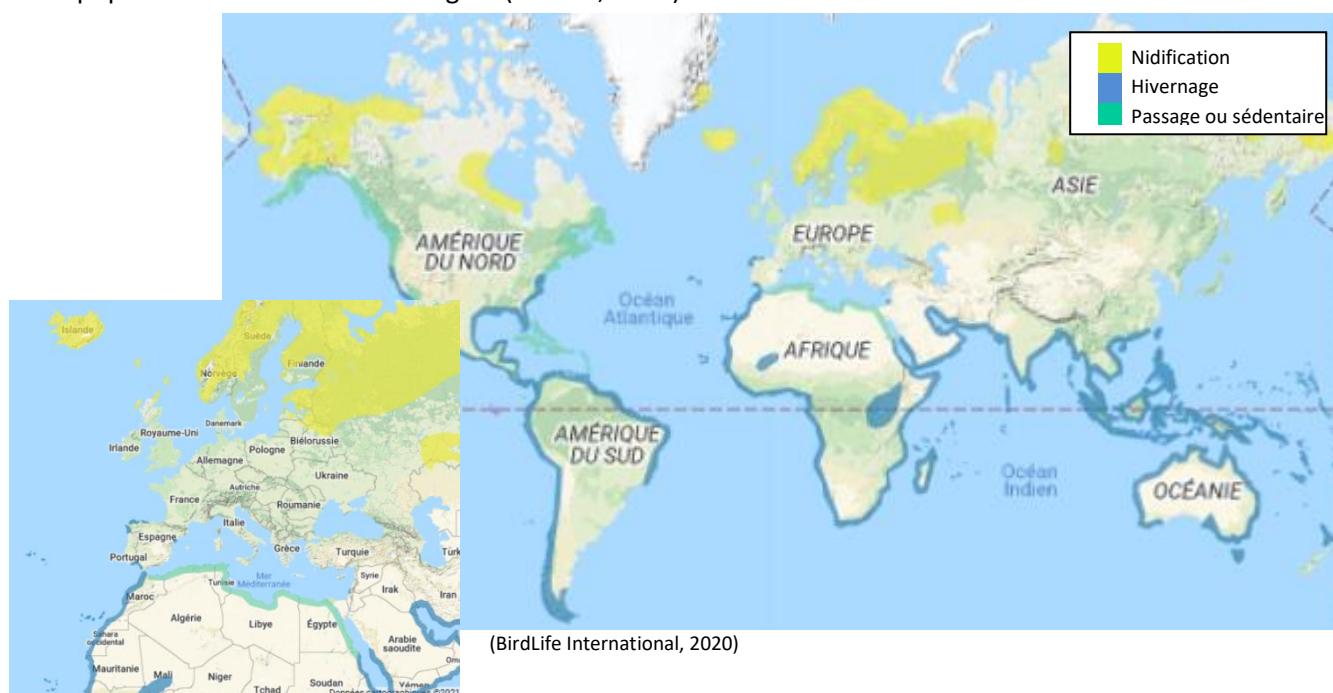 Nidification
Hivernage
Passage ou sédentaire
ASIE
EUROPE
AMÉRIQUE
DU NORD
Océan
Atlantique
AFRIQUE
AMÉRIQUE
DU SUD
Océan
Indien
OCÉANIE
Islande
Suède
Finlande
Norvège
Danemark
Royaume-Uni
Irlande
Biélorussie
Pologne
Allemagne
Ukraine
Autriche
France
Roumanie
Italie
Espagne
Grèce
Turquie
Portugal
Tunisie
Mer
Méditerranée
Syrie
Irak
Iran
Maroc
Algérie
Libye
Égypte
Sahara
occidental
Arabie
saoudite
Mauritanie
Mali
Niger
Tchad
Soudan
Yémen
Données cartographiques ©2021
(BirdLife International, 2020)